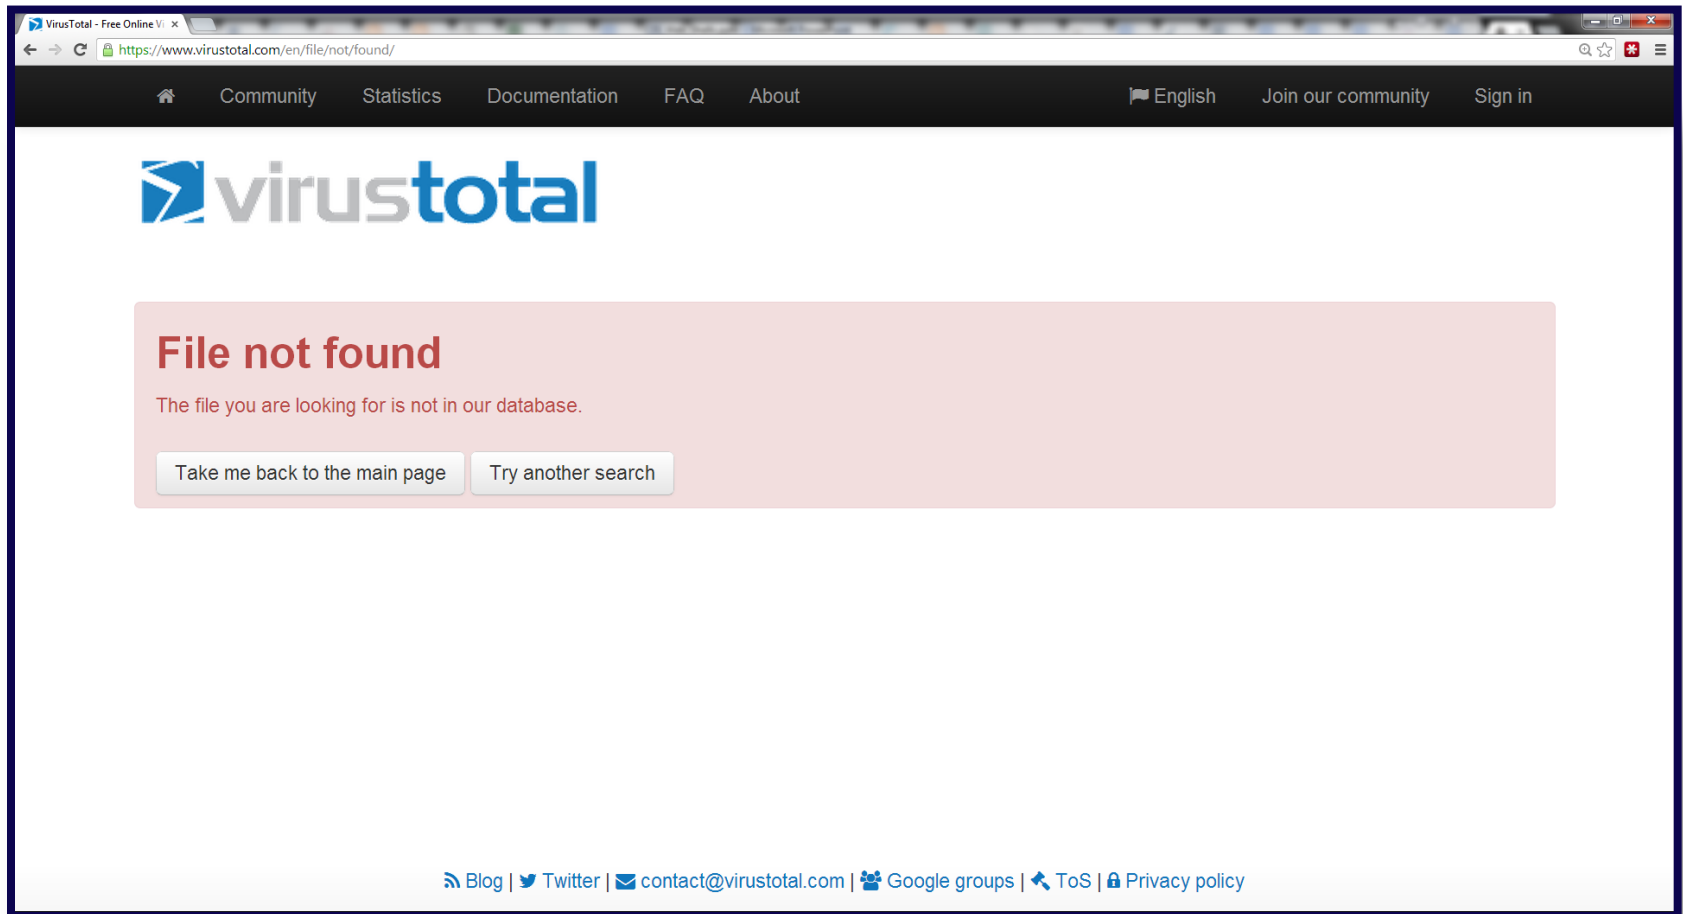 VirusTotal - Free Online Vi
https://www.virustotal.com/en/file/not/found/
Community Statistics Documentation FAQ About English Join our community Sign in
virustotal
File not found
The file you are looking for is not in our database.
Take me back to the main page Try another search
Blog | Twitter | contact@virustotal.com | Google groups | ToS | Privacy policy